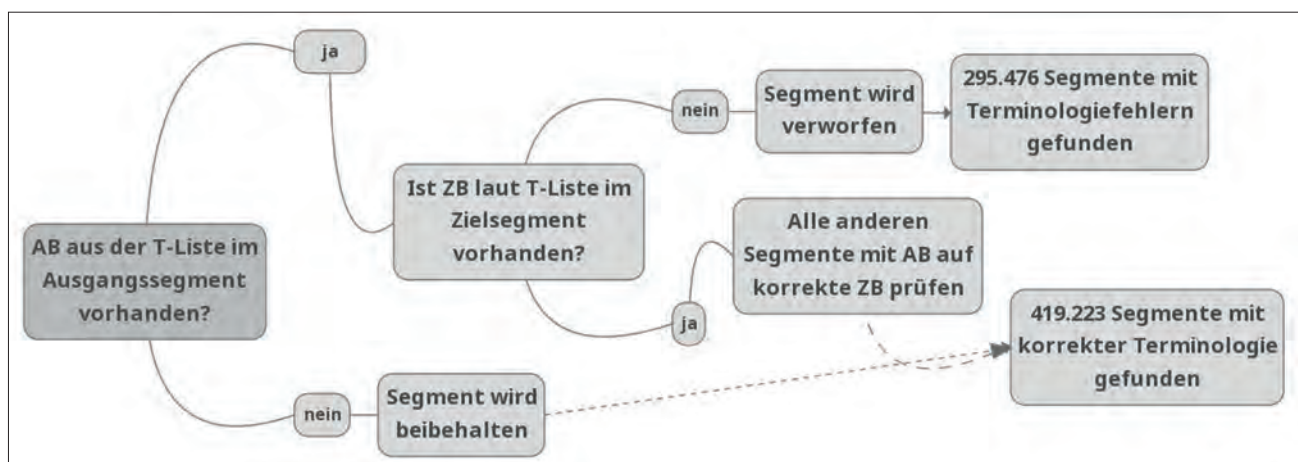 AB aus der T-Liste im
Ausgangssegment
vorhanden?
ja
Ist ZB laut T-Liste im
Zielsegment
vorhanden?
nein
Segment wird
verworfen
295.476 Segmente mit
Terminologiefehlern
gefunden
ja
Alle anderen
Segmente mit AB auf
korrekte ZB prüfen
nein
Segment wird
beibehalten
419.223 Segmente mit
korrekter Terminologie
gefunden